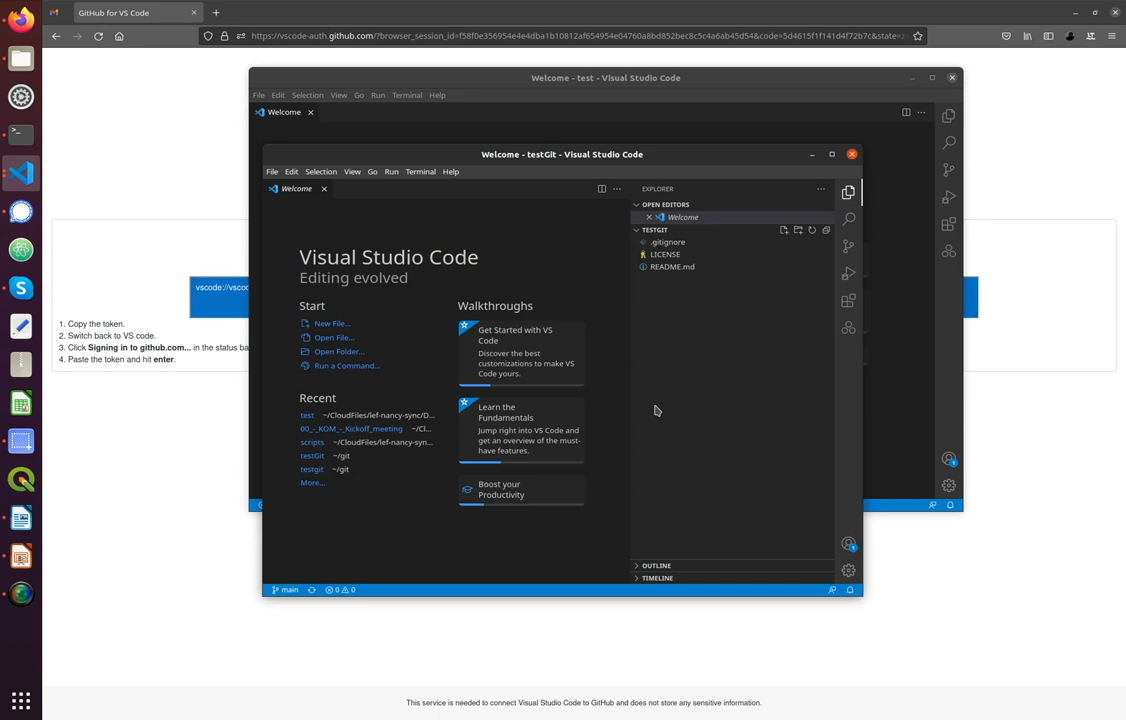 GitHub for VS Code
https://vscode-auth.github.com/?browser_session_id=f58f0e356954e4e4dba1b10812af654954e04760a8bd852bec8c5c4a6ab45d54&code=5d4615f1f141d4f72b7c&state=
Welcome - test - Visual Studio Code
File Edit Selection View Go Run Terminal Help
Welcome
Welcome - testGit - Visual Studio Code
File Edit Selection View Go Run Terminal Help
Welcome
EXPLORER
OPEN EDITORS
Welcome
TESTGIT
.gitignore
LICENSE
README.md
Visual Studio Code
Editing evolved
Start
New File...
Open File...
Open Folder...
Run a Command...
Recent
test ~/CloudFiles/lef-nancy-sync/D...
00_-_KOM_-_Kickoff_meeting ~/Cl...
scripts ~/CloudFiles/lef-nancy-syn...
testGit ~/git
testgit ~/git
More...
Walkthroughs
Get Started with VS
Code
Discover the best
customizations to make VS
Code yours.
Learn the
Fundamentals
Jump right into VS Code and
get an overview of the must-
have features.
Boost your
Productivity
OUTLINE
TIMELINE
main
0 0
1
1
vscode://vscod
1. Copy the token.
2. Switch back to VS code.
3. Click Signing in to github.com... in the status ba
4. Paste the token and hit enter.
This service is needed to connect Visual Studio Code to GitHub and does not store any sensitive information.